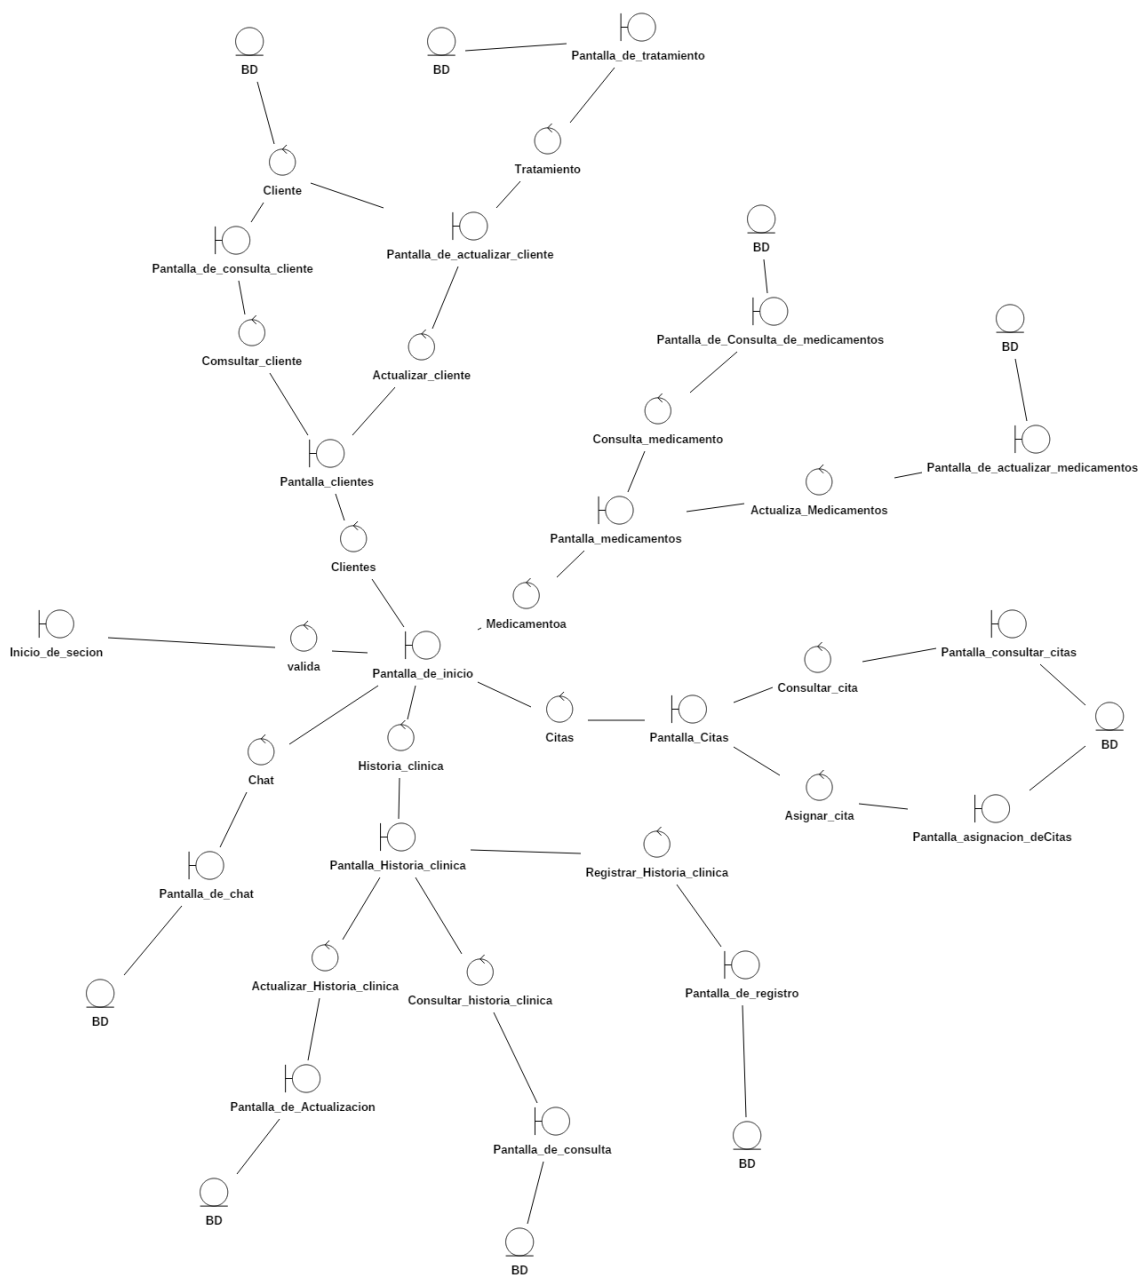 Pantalla_de_tratamiento
BD
BD
Tratamiento
Cliente
BD
Pantalla_de_actualizar_cliente
Pantalla_de_consulta_cliente
Pantalla_de_Consulta_de_medicamentos
BD
Comsultar_cliente
Actualizar_cliente
Consulta_medicamento
Pantalla_de_actualizar_medicamentos
Pantalla_clientes
Actualiza_Medicamentos
Pantalla_medicamentos
Clientes
Medicamentoa
Inicio_de_secion
Pantalla_consultar_citas
valida
Pantalla_de_inicio
Consultar_cita
Citas
Pantalla_Citas
BD
Historia_clinica
Chat
Asignar_cita
Pantalla_asignacion_deCitas
Pantalla_Historia_clinica
Registrar_Historia_clinica
Pantalla_de_chat
Actualizar_Historia_clinica
Pantalla_de_registro
Consultar_historia_clinica
BD
Pantalla_de_Actualizacion
Pantalla_de_consulta
BD
BD
BD